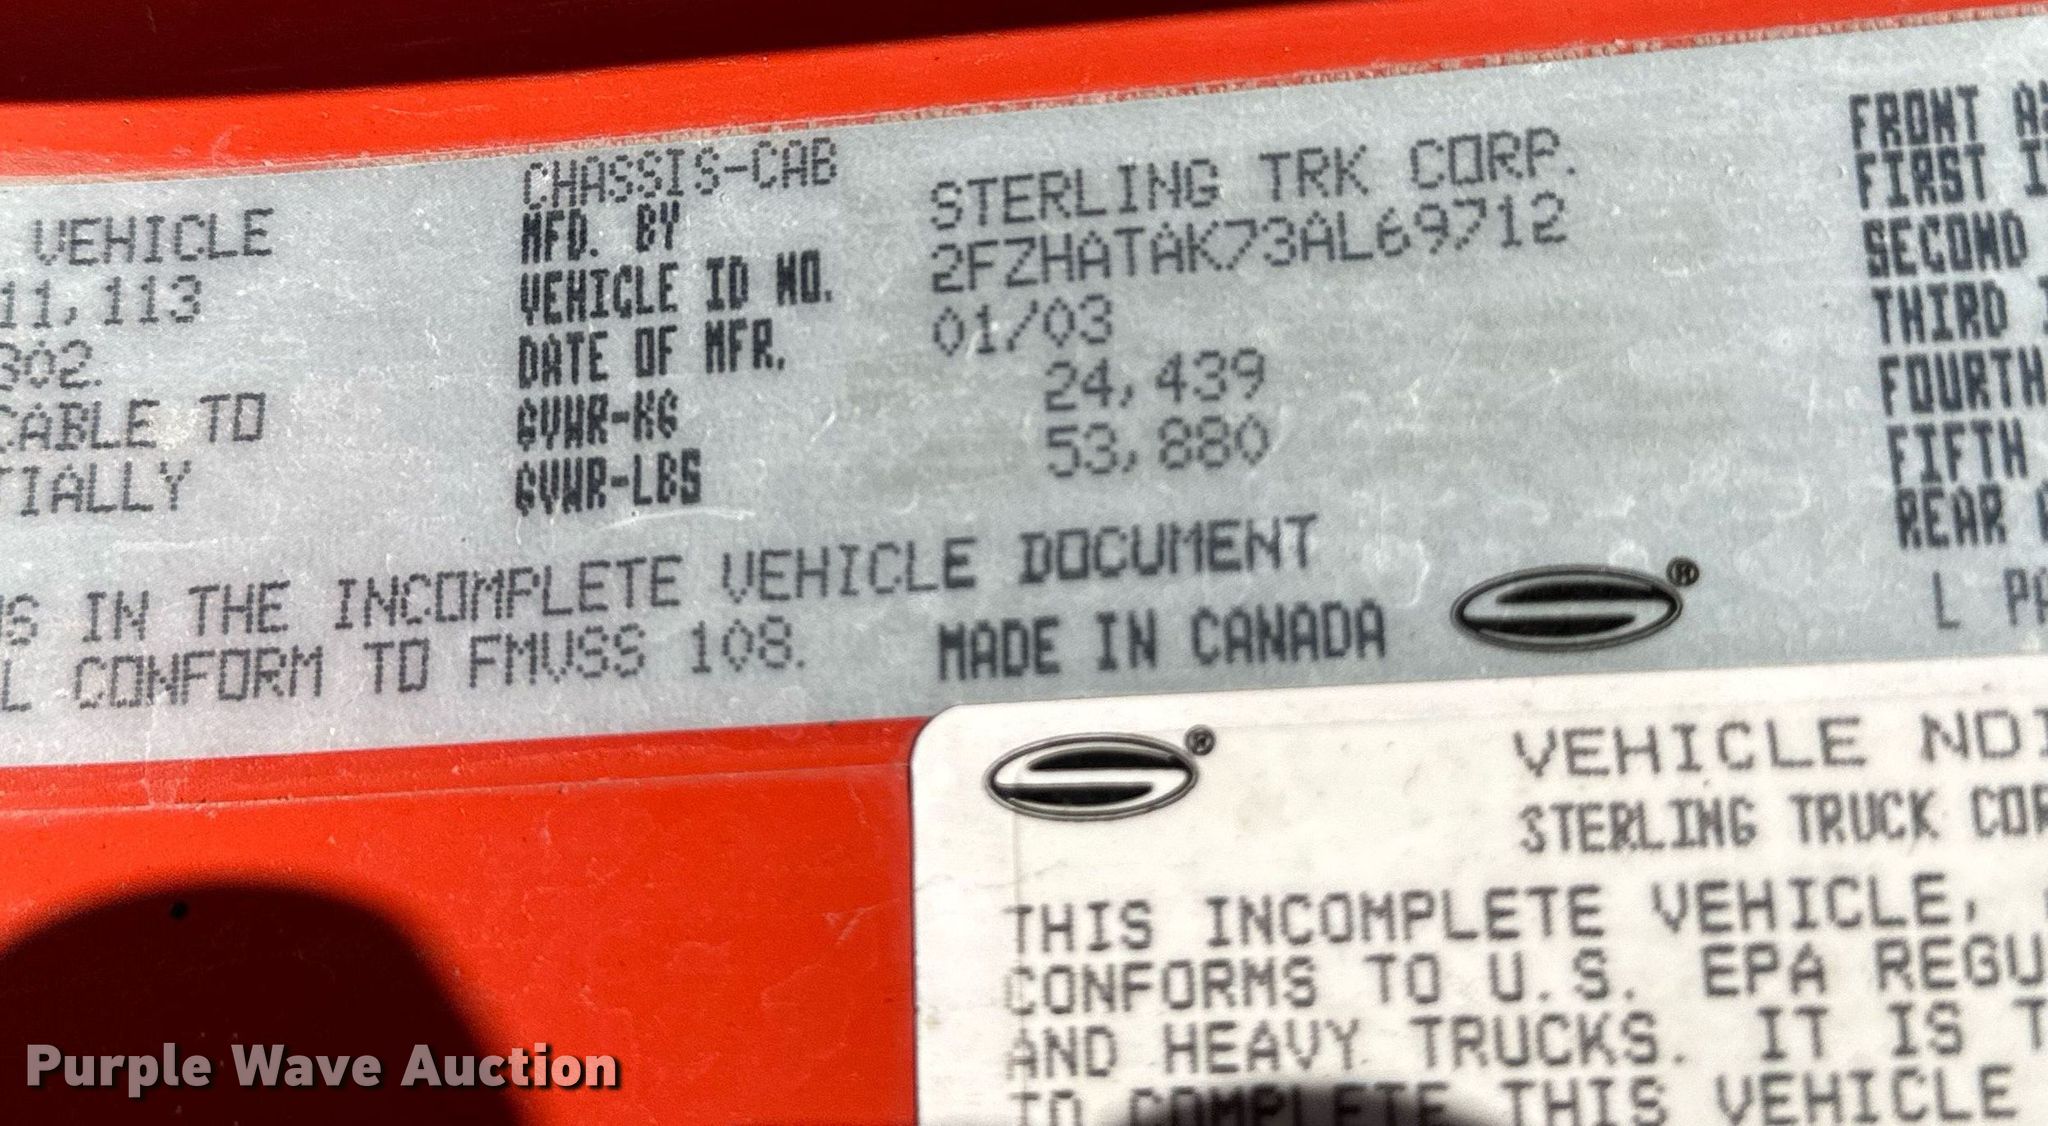 VEHICLE
11,113
302.
CABLE TO
TIALLY
IN THE INCOMPLETE VEHICLE DOCUMENT
CONFORM TO FMVSS 108.
CHASSIS-CAB
MFD. BY STERLING TRK CORP.
VEHICLE ID NO. 2FZHATAK73AL69712
DATE OF MFR. 01/03
GVWR-KG 24,439
GVWR-LBS 53,880
MADE IN CANADA
FRONT
FIRST
SECOND
THIRD
FOURTH
FIFTH
REAR
L
®
®
VEHICLE
STERLING TRUCK
THIS INCOMPLETE VEHICLE,
CONFORMS TO U.S. EPA REGU
AND HEAVY TRUCKS. IT IS
TO COMPLETE THIS VEHICLE
Purple Wave Auction